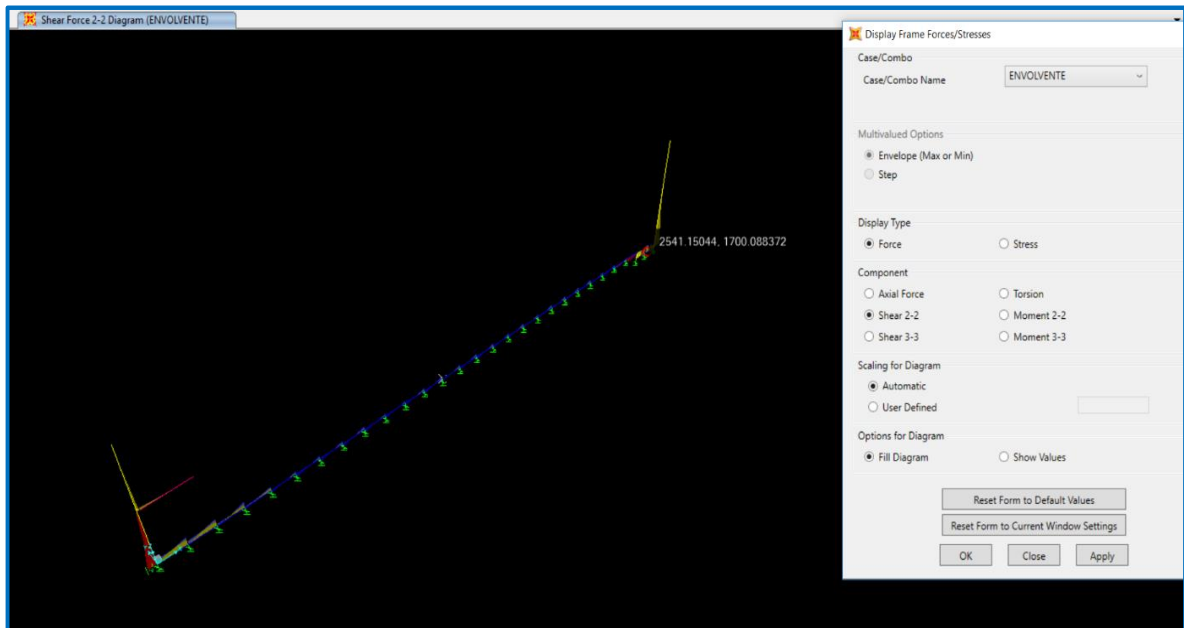 Shear Force 2-2 Diagram (ENVOLVENTE)
2541.15044, 1700.088372
Display Frame Forces/Stresses
Case/Combo
Case/Combo Name
ENVOLVENTE
Multivalued Options
Envelope (Max or Min)
Step
Display Type
Force
Stress
Component
Axial Force
Torsion
Shear 2-2
Moment 2-2
Shear 3-3
Moment 3-3
Scaling for Diagram
Automatic
User Defined
Options for Diagram
Fill Diagram
Show Values
Reset Form to Default Values
Reset Form to Current Window Settings
OK
Close
Apply